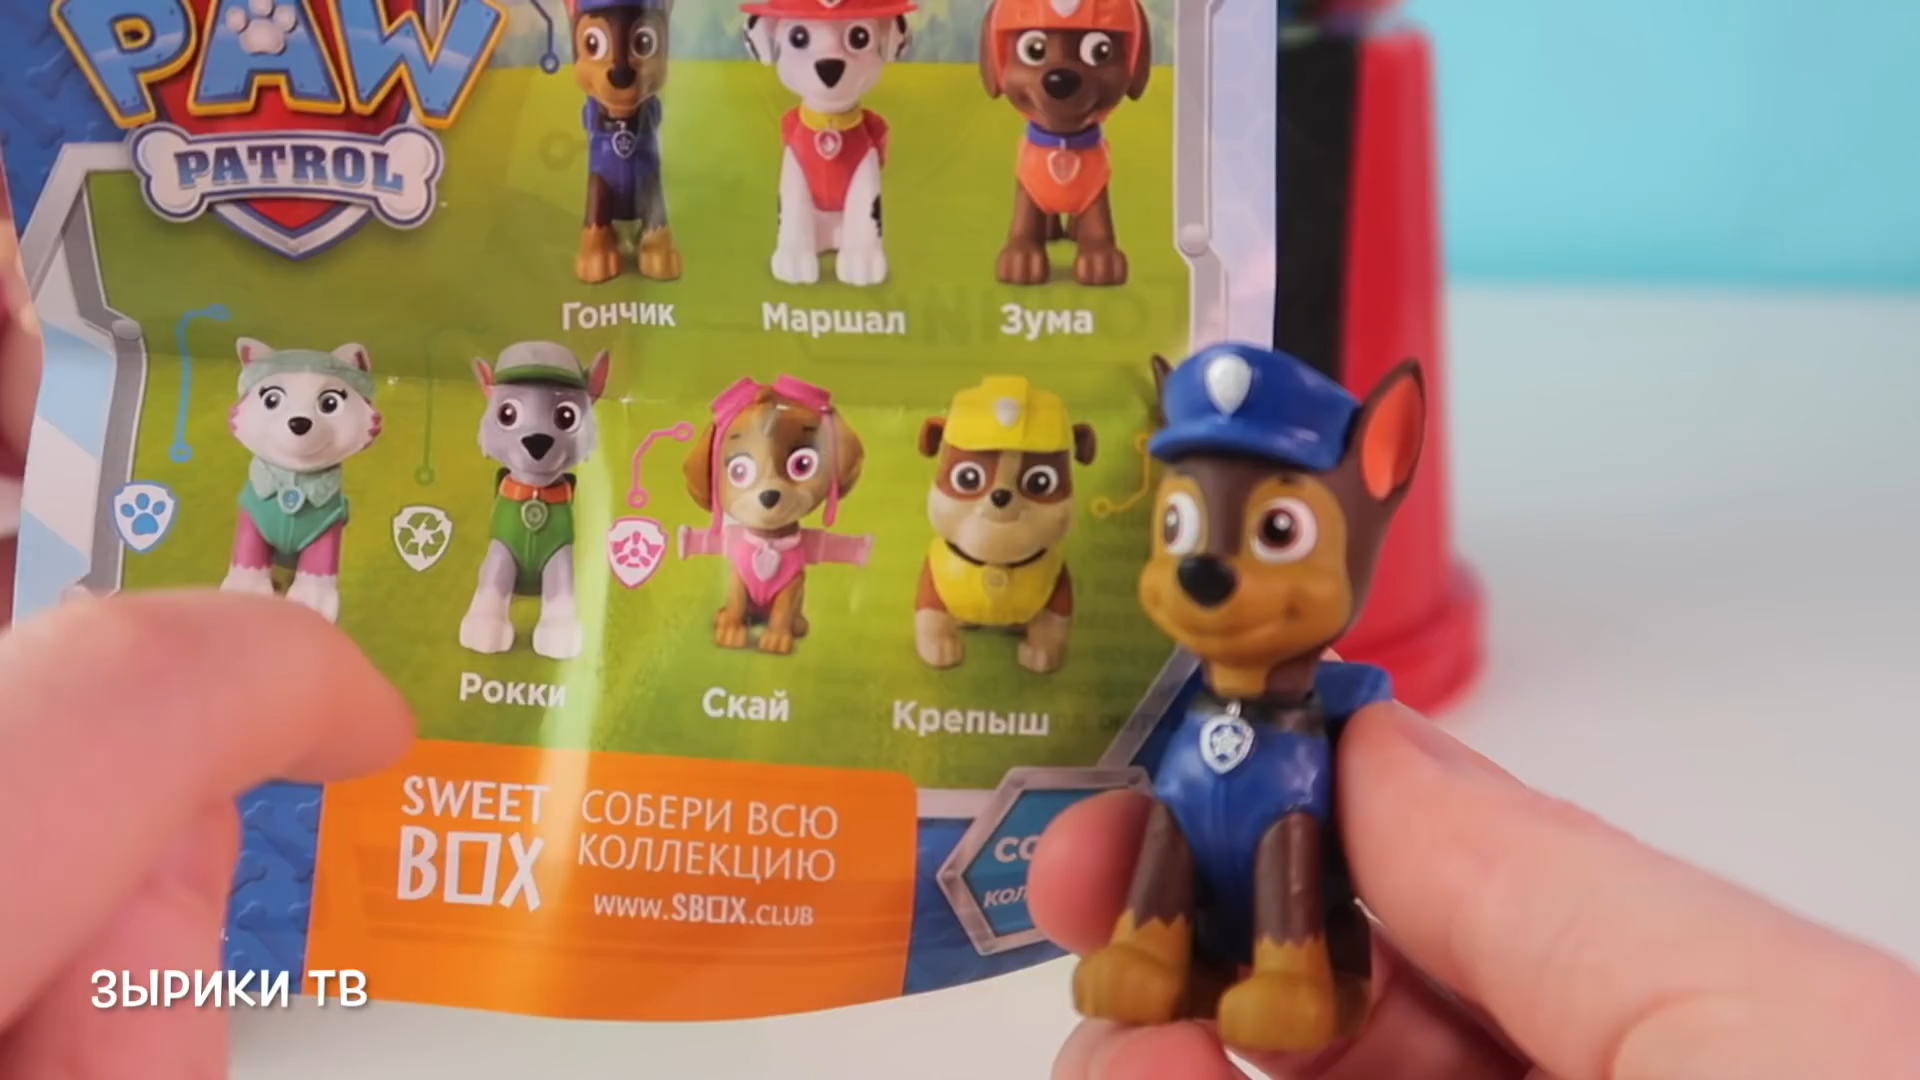 PAW
PATROL
Гончик
Маршал
Зума
Рокки
Скай
Крепыш
SWEET
BOX
СОБЕРИ ВСЮ
КОЛЛЕКЦИЮ
WWW.SBOX.CLUB
ЗЫРИКИ ТВ